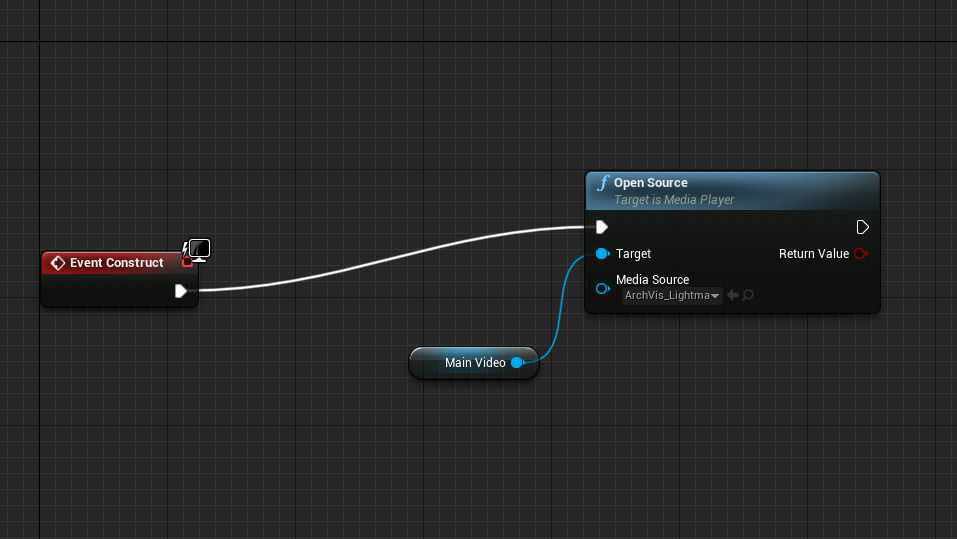 Open Source
Target is Media Player
Event Construct
Target
Return Value
Media Source
ArchVis_Lightma
Main Video